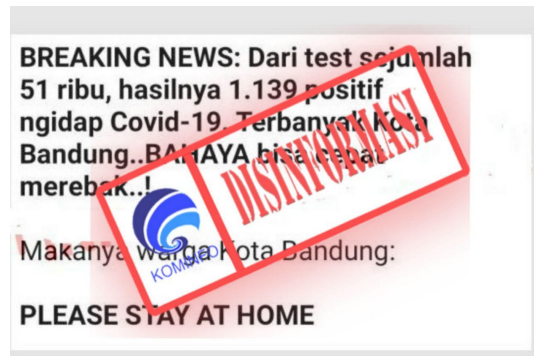 BREAKING NEWS: Dari test sejumlah
51 ribu, hasilnya 1.139 positif
ngidap Covid-19. Terbanyak Kota
Bandung..BAHAYA bisa cepat
merebak..!
DISINFORMASI
KOMINFO
Makanya warga Kota Bandung:
PLEASE STAY AT HOME